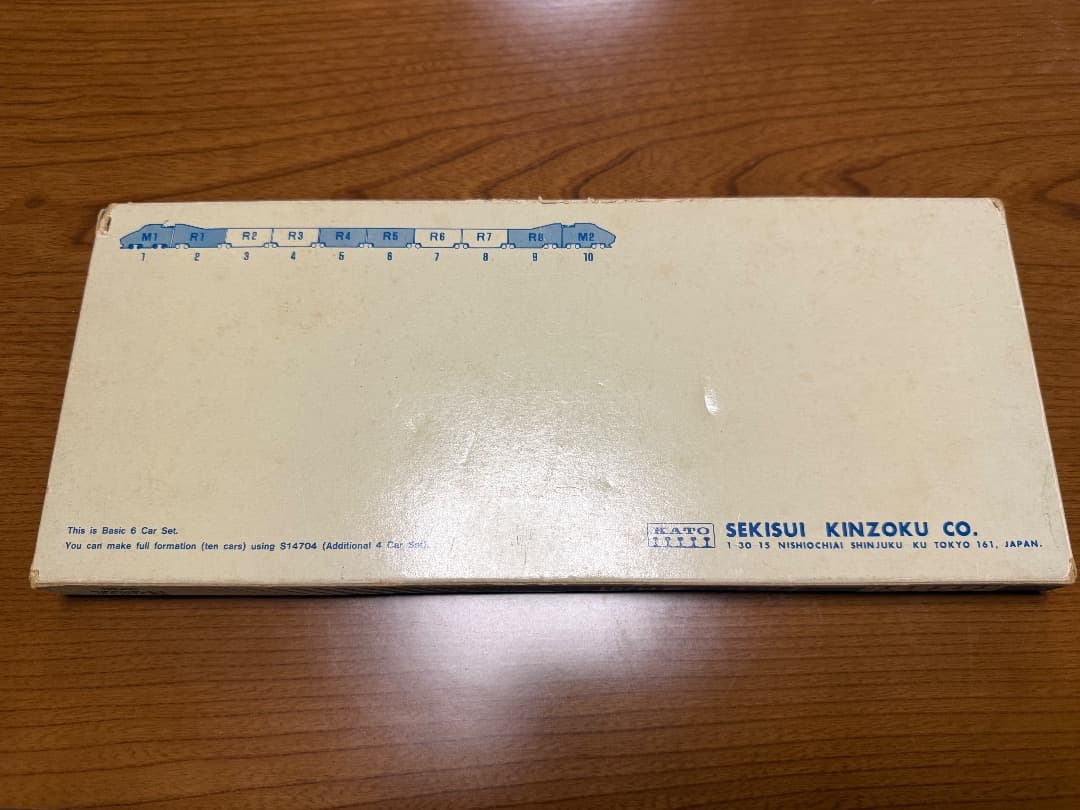 M1 R1 R2 R3 R4 R5 R6 R7 R8 M2
1 2 3 4 5 6 7 8 9 10
This is Basic 6 Car Set.
You can make full formation (ten cars) using S14704 (Additional 4 Car Set).
KATO
SEKISUI KINZOKU CO.
1-30-15 NISHIOCHIAI SHINJUKU-KU TOKYO 161, JAPAN.